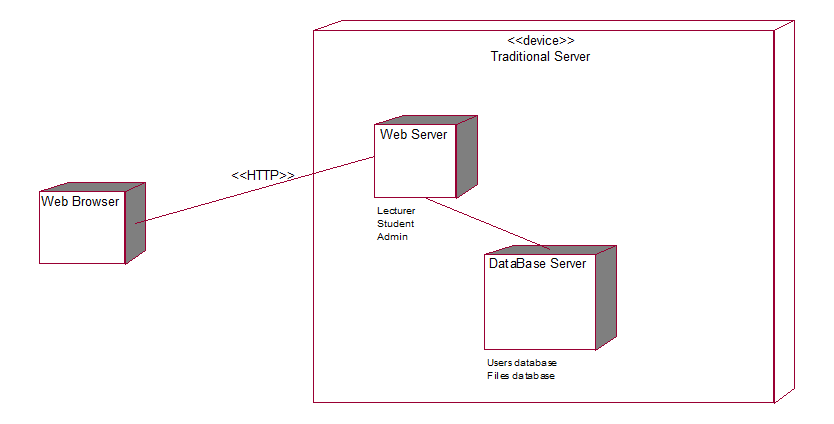 <<device>>
Traditional Server
Web Server
<<HTTP>>
Web Browser
Lecturer
Student
Admin
DataBase Server
Users database
Files database